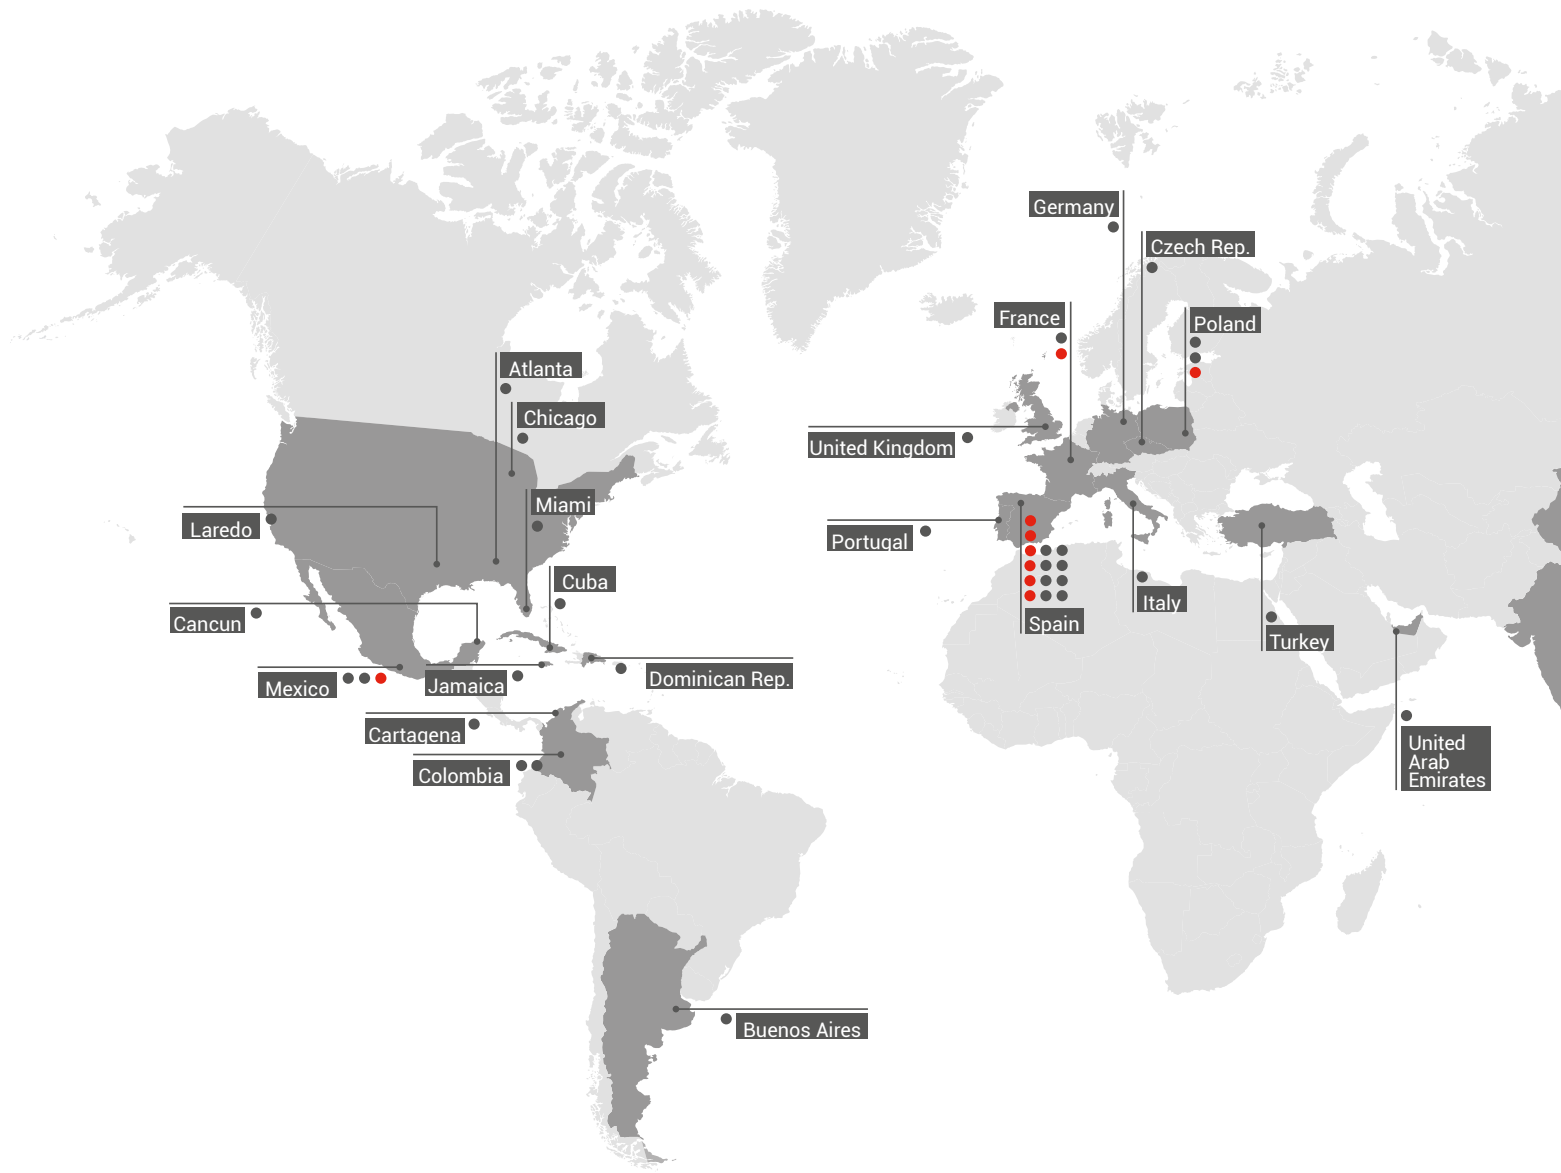 Germany
Czech Rep.
France
Poland
Atlanta
Chicago
United Kingdom
Miami
Laredo
Portugal
Cuba
Italy
Cancun
Spain
Turkey
Mexico
Jamaica
Dominican Rep.
Cartagena
United
Arab
Emirates
Colombia
Buenos Aires